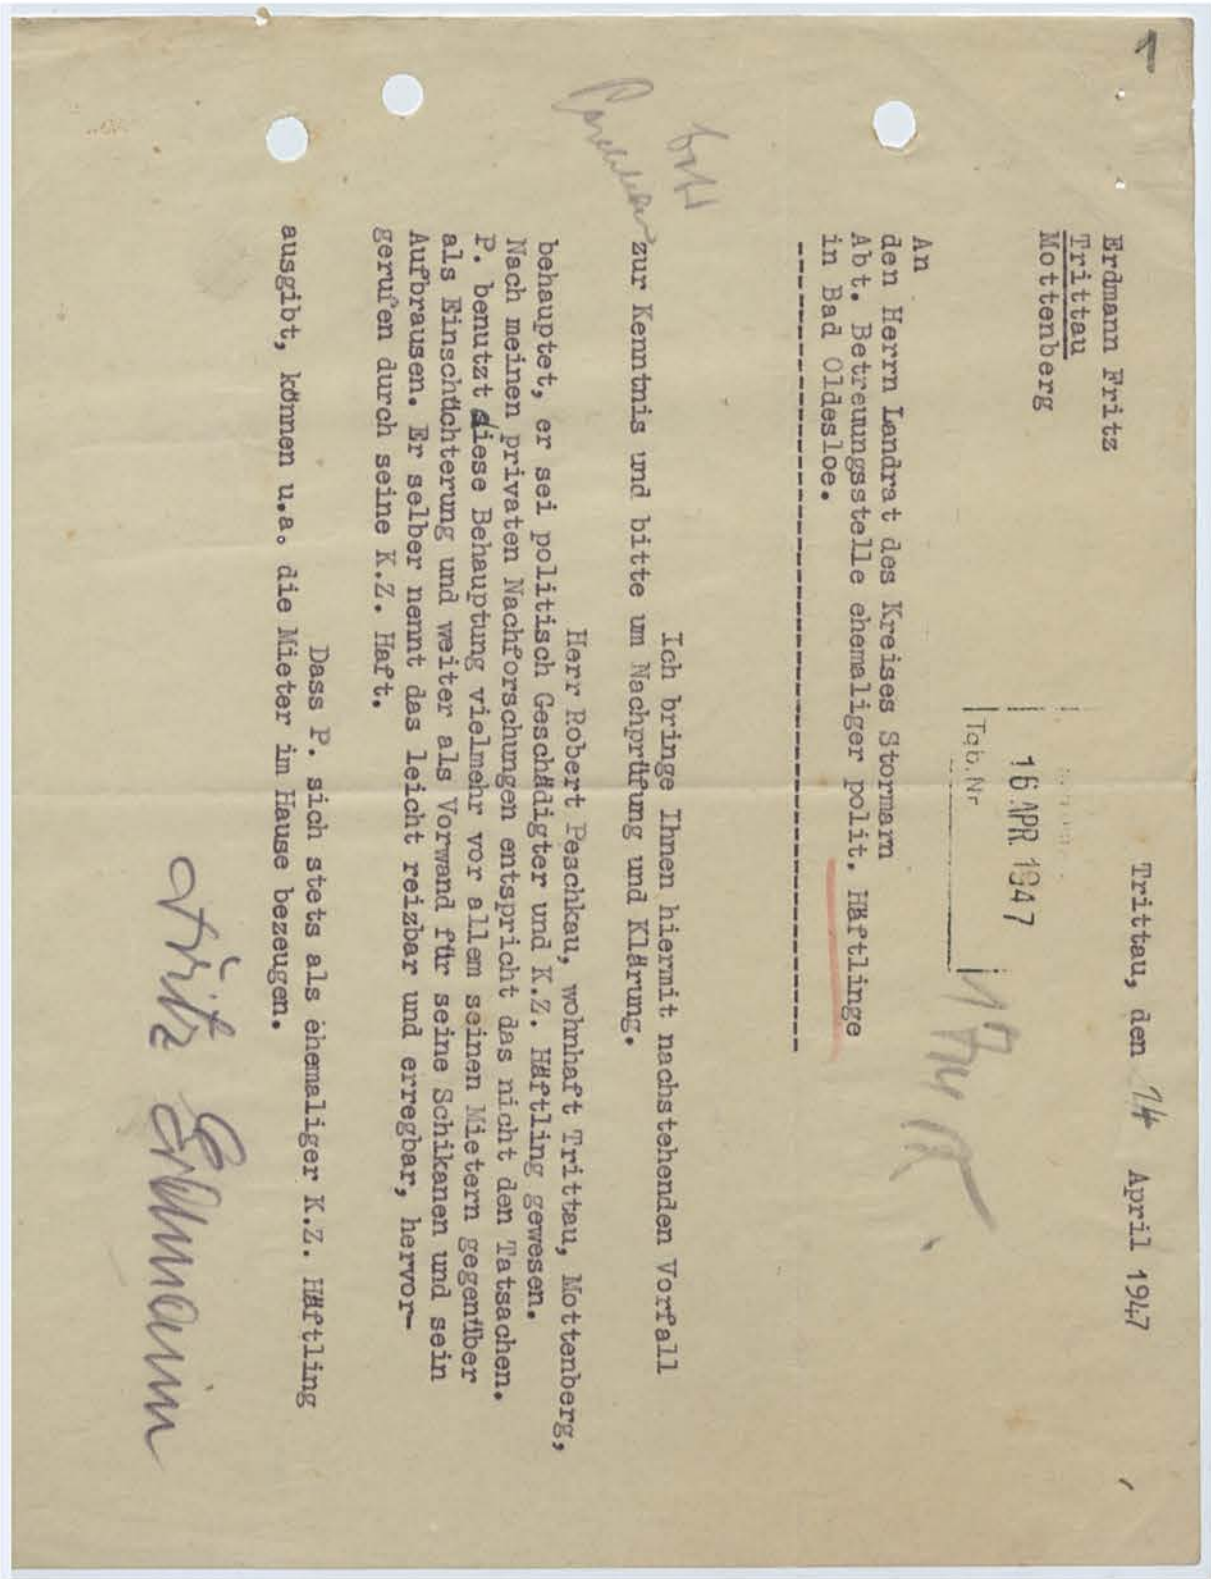 Erdmann Fritz
Trittau
Mottenberg
Trittau, den 14 April 1947
16. APR. 1947
Tgb. Nr
An
den Herrn Landrat des Kreises Stormarn
Abt. Betreuungsstelle ehemaliger polit. Häftlinge
in Bad Oldesloe.
Ich bringe Ihnen hiermit nachstehenden Vorfall
zur Kenntnis und bitte um Nachprüfung und Klärung.
Herr Robert Peschkau, wohnhaft Trittau, Mottenberg,
behauptet, er sei politisch Geschädigter und K.Z. Häftling gewesen.
Nach meinen privaten Nachforschungen entspricht das nicht den Tatsachen.
P. benutzt diese Behauptung vielmehr vor allem seinen Mietern gegenüber
als Einschüchterung und weiter als Vorwand für seine Schikanen und sein
Aufbrausen. Er selber nennt das leicht reizbar und erregbar, hervor-
gerufen durch seine K.Z. Haft.
Dass P. sich stets als ehemaliger K.Z. Häftling
ausgibt, können u.a. die Mieter im Hause bezeugen.
Fritz Erdmann